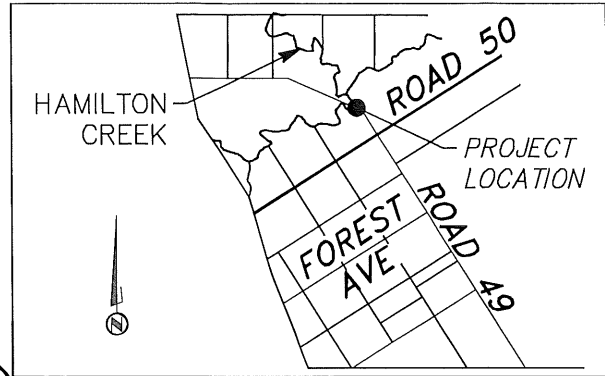 ROAD 50
HAMILTON
CREEK
PROJECT
LOCATION
FOREST
AVE
ROAD 49
N